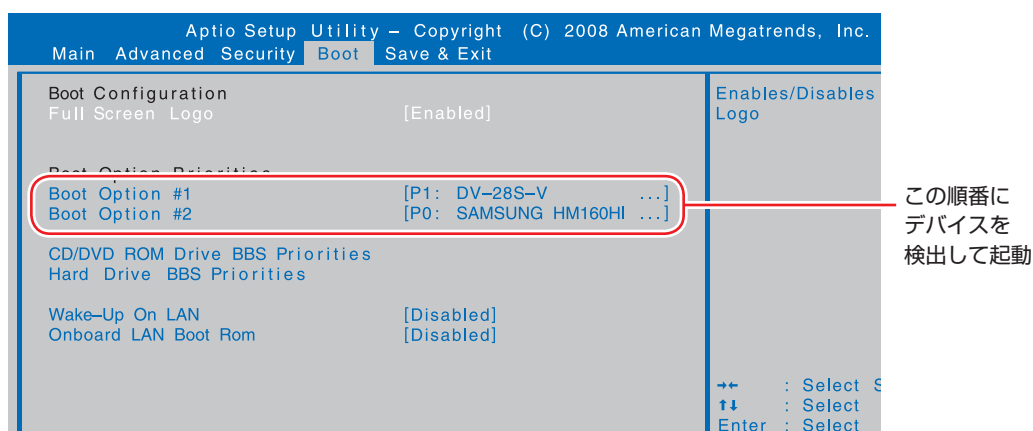 Aptio Setup Utility – Copyright (C) 2008 American Megatrends, Inc.
Main Advanced Security Boot Save & Exit
Boot Configuration
Full Screen Logo [Enabled]
Enables/Disables
Logo
Boot Option Priorities
Boot Option #1 [P1: DV–28S–V ...]
Boot Option #2 [P0: SAMSUNG HM160HI ...]
この順番に
デバイスを
検出して起動
CD/DVD ROM Drive BBS Priorities
Hard Drive BBS Priorities
Wake–Up On LAN [Disabled]
Onboard LAN Boot Rom [Disabled]
→← : Select S
↑↓ : Select
Enter : Select